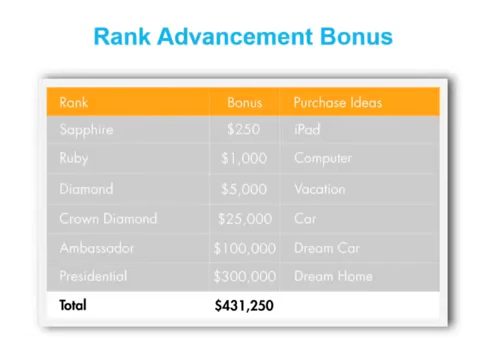 Rank Advancement Bonus
Rank Bonus Purchase Ideas
Sapphire $250 iPad
Ruby $1,000 Computer
Diamond $5,000 Vacation
Crown Diamond $25,000 Car
Ambassador $100,000 Dream Car
Presidential $300,000 Dream Home
Total $431,250